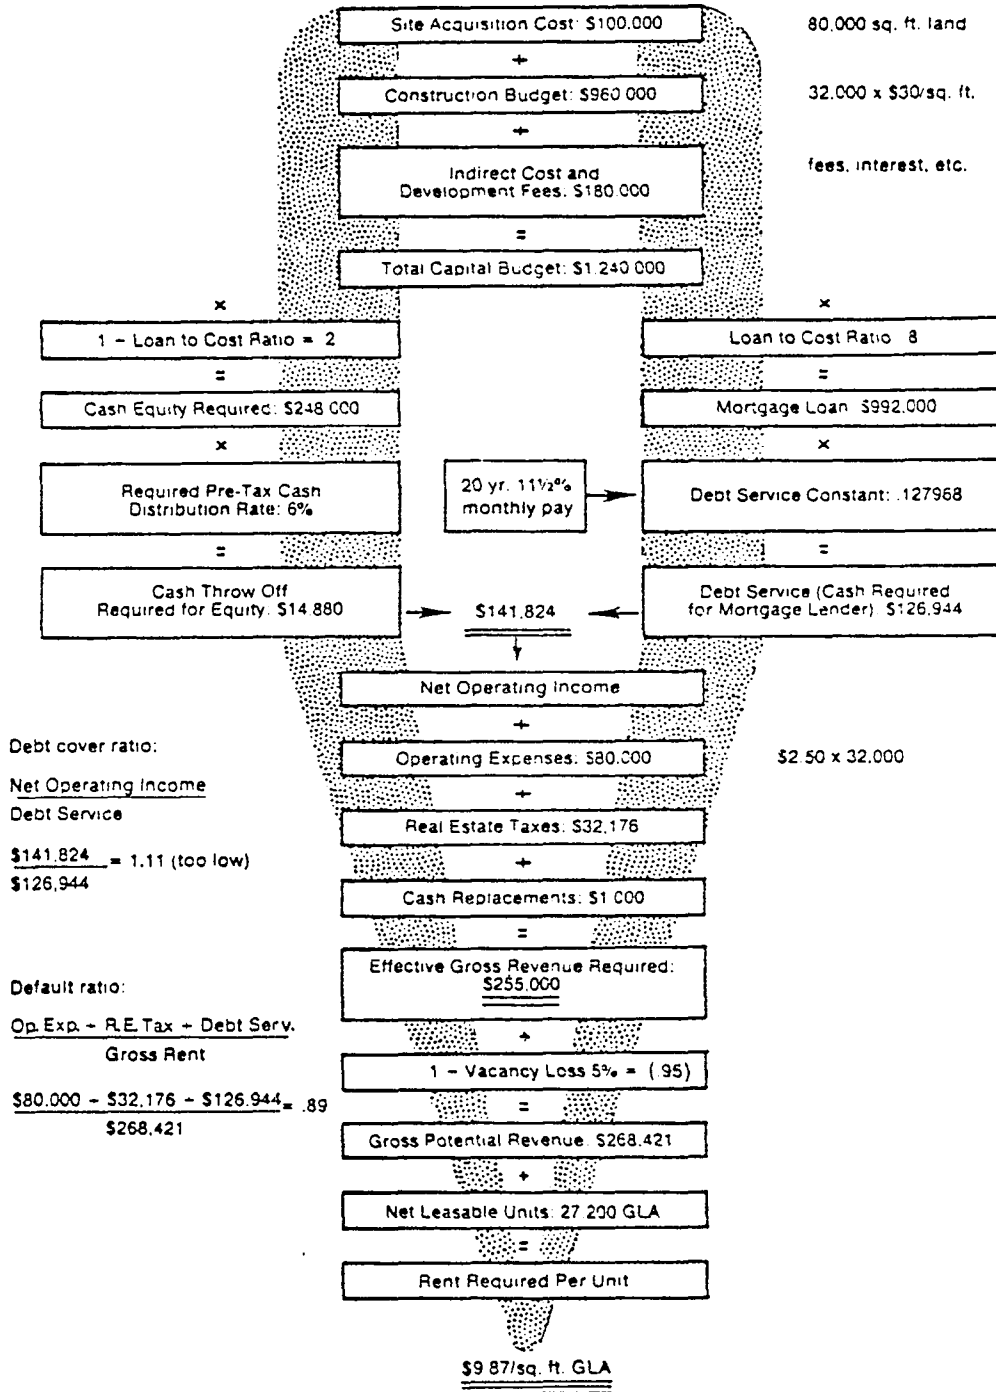 Site Acquisition Cost: $100.000
80.000 sq. ft. land
+
Construction Budget: $960 000
32.000 x $30/sq. ft.
+
Indirect Cost and
Development Fees: $180.000
fees, interest, etc.
=
Total Capital Budget: $1.240 000
x
1 - Loan to Cost Ratio = 2
=
Cash Equity Required: $248 000
x
Required Pre-Tax Cash
Distribution Rate: 6%
=
Cash Throw Off
Required for Equity: $14.880
x
Loan to Cost Ratio 8
=
Mortgage Loan $992.000
x
20 yr. 11½%
monthly pay
Debt Service Constant: .127968
=
Debt Service (Cash Required
for Mortgage Lender) $126,944
$141,824
Net Operating Income
+
Operating Expenses: $80.000
$2.50 x 32,000
+
Real Estate Taxes: $32,176
+
Cash Replacements: $1 000
=
Effective Gross Revenue Required:
$255,000
+
1 - Vacancy Loss 5% = (.95)
=
Gross Potential Revenue $268,421
+
Net Leasable Units: 27.200 GLA
=
Rent Required Per Unit
$9 87/sq. ft. GLA
Debt cover ratio:
Net Operating Income
Debt Service
$141,824 = 1.11 (too low)
$126,944
Default ratio:
Op. Exp. + R.E. Tax + Debt Serv.
Gross Rent
$80.000 + $32,176 + $126.944 = .89
$268,421